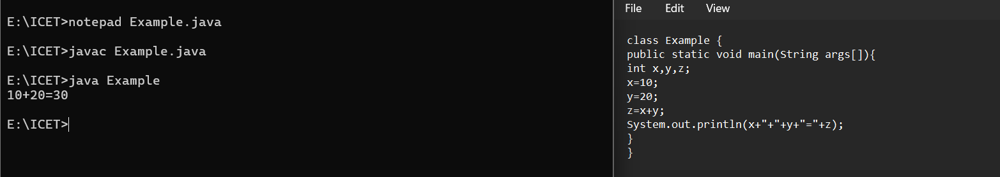 E:\ICET>notepad Example.java
E:\ICET>javac Example.java
E:\ICET>java Example
10+20=30
E:\ICET>
File Edit View
class Example {
public static void main(String args[]){
int x,y,z;
x=10;
y=20;
z=x+y;
System.out.println(x+"+"+y+"="+z);
}
}